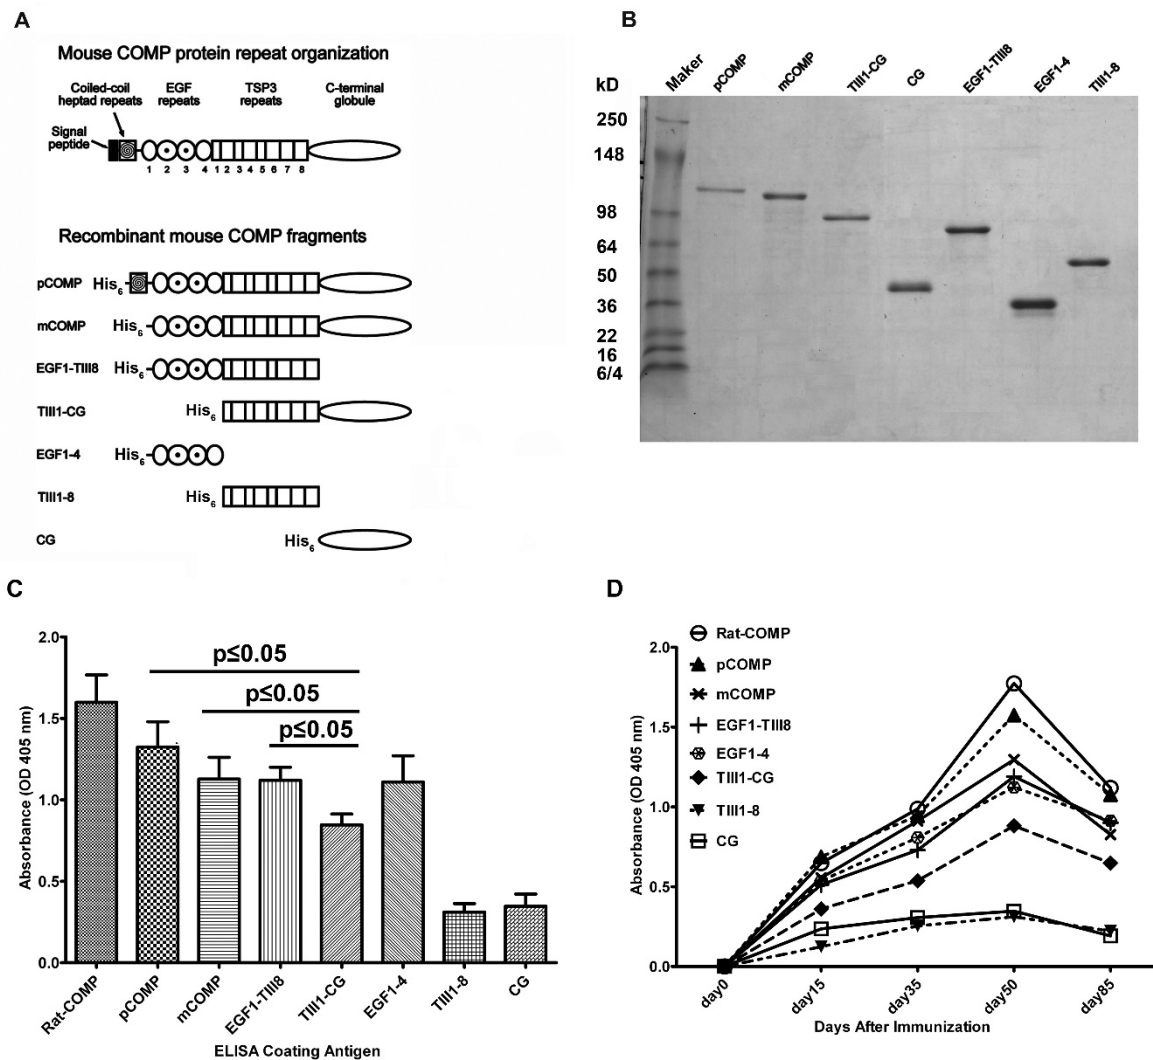 A
Mouse COMP protein repeat organization
Coiled-coil
heptad repeats
EGF
repeats
TSP3
repeats
C-terminal
globule
Signal
peptide
1 2 3 4 1 2 3 4 5 6 7 8
Recombinant mouse COMP fragments
pCOMP His6
mCOMP His6
EGF1-TIII8 His6
TIII1-CG His6
EGF1-4 His6
TIII1-8 His6
CG His6
B
kD Maker pCOMP mCOMP TIII1-CG CG EGF1-TIII8 EGF1-4 TIII1-8
250
148
98
64
50
36
22
16
6/4
C
Absorbance (OD 405 nm)
2.0
1.5
1.0
0.5
0.0
p≤0.05
p≤0.05
p≤0.05
Rat-COMP pCOMP mCOMP EGF1-TIII8 TIII1-CG EGF1-4 TIII1-8 CG
ELISA Coating Antigen
D
Absorbance (OD 405 nm)
2.0
1.5
1.0
0.5
0.0
Rat-COMP
pCOMP
mCOMP
EGF1-TIII8
EGF1-4
TIII1-CG
TIII1-8
CG
day0 day15 day35 day50 day85
Days After Immunization